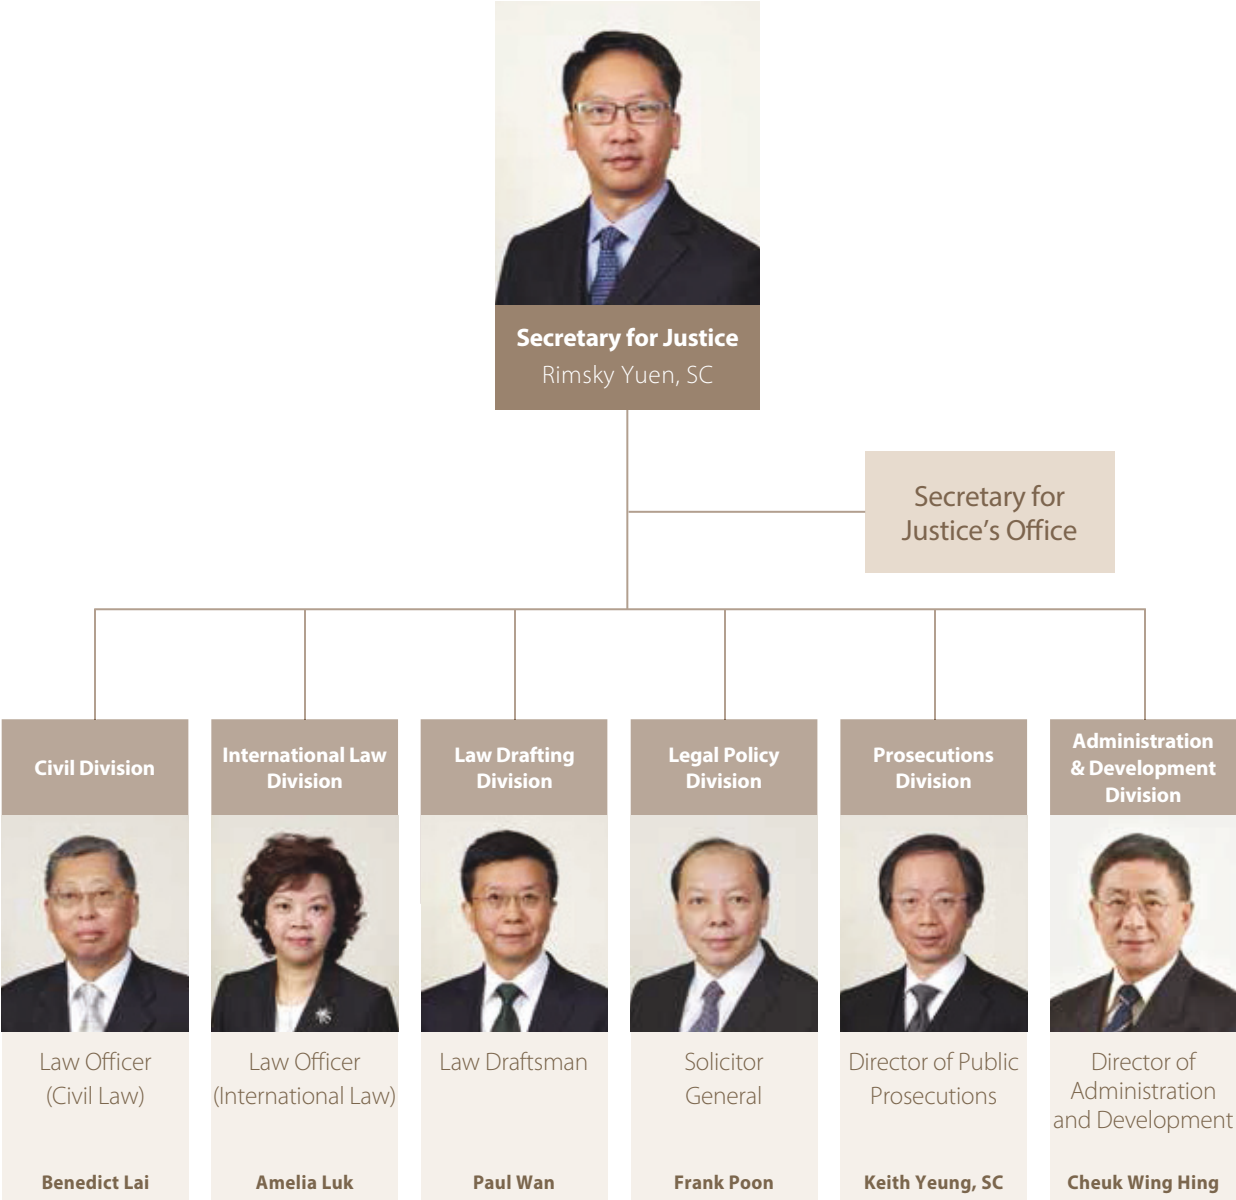 Secretary for Justice
Rimsky Yuen, SC
Secretary for
Justice's Office
Civil Division
International Law
Division
Law Drafting
Division
Legal Policy
Division
Prosecutions
Division
Administration
& Development
Division
Law Officer
(Civil Law)
Benedict Lai
Law Officer
(International Law)
Amelia Luk
Law Draftsman
Paul Wan
Solicitor
General
Frank Poon
Director of Public
Prosecutions
Keith Yeung, SC
Director of
Administration
and Development
Cheuk Wing Hing